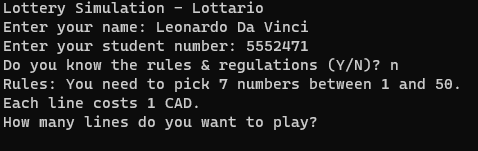 Lottery Simulation - Lottario
Enter your name: Leonardo Da Vinci
Enter your student number: 5552471
Do you know the rules & regulations (Y/N)? n
Rules: You need to pick 7 numbers between 1 and 50.
Each line costs 1 CAD.
How many lines do you want to play?